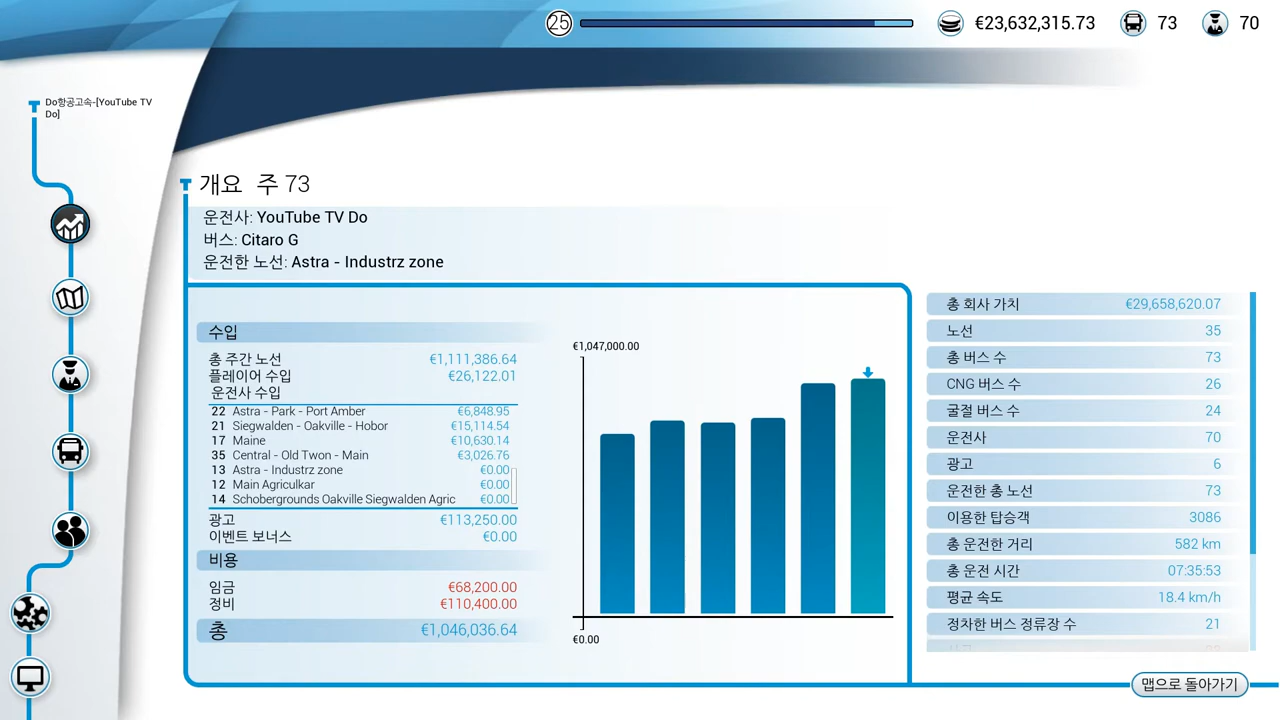 25
€23,632,315.73
73
70
Do항공고속-[YouTube TV
Do]
개요 주 73
운전사: YouTube TV Do
버스: Citaro G
운전한 노선: Astra - Industrz zone
수입
총 주간 노선 €1,111,386.64
플레이어 수입 €26,122.01
운전사 수입
22 Astra - Park - Port Amber €6,848.95
21 Siegwalden - Oakville - Hobor €15,114.54
17 Maine €10,630.14
35 Central - Old Twon - Main €3,026.76
13 Astra - Industrz zone €0.00
12 Main Agriculkar €0.00
14 Schobergrounds Oakville Siegwalden Agric €0.00
광고 €113,250.00
이벤트 보너스 €0.00
비용
임금 €68,200.00
정비 €110,400.00
총 €1,046,036.64
€1,047,000.00
€0.00
총 회사 가치 €29,658,620.07
노선 35
총 버스 수 73
CNG 버스 수 26
굴절 버스 수 24
운전사 70
광고 6
운전한 총 노선 73
이용한 탑승객 3086
총 운전한 거리 582 km
총 운전 시간 07:35:53
평균 속도 18.4 km/h
정차한 버스 정류장 수 21
맵으로 돌아가기